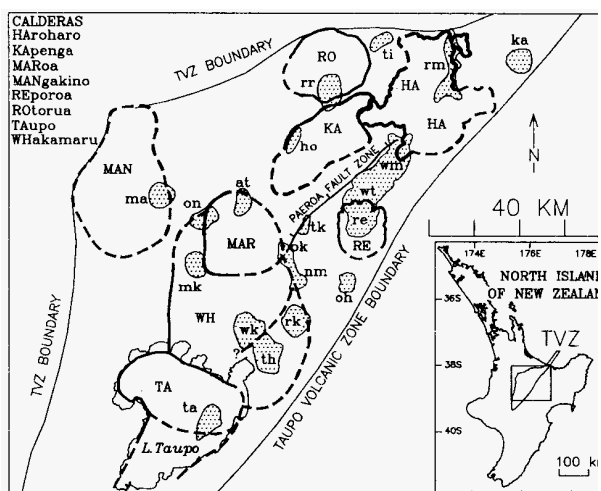 CALDERAS
HAroharo
KApenga
MARoa
MANgakino
REporoa
ROtorua
TAupo
WHakamaru
TVZ BOUNDARY
RO
rr
ti
HA
rm
ka
HA
KA
ho
wm
N
PAEROA FAULT ZONE
wt
re
RE
MAN
ma
on
at
MAR
tk
ok
nm
oh
mk
WH
wk
rk
?
th
TA
ta
L.Taupo
TVZ BOUNDARY
TAUPO VOLCANIC ZONE BOUNDARY
40 KM
174E 176E 178E
NORTH ISLAND
OF NEW ZEALAND
36S
TVZ
38S
40S
100 km